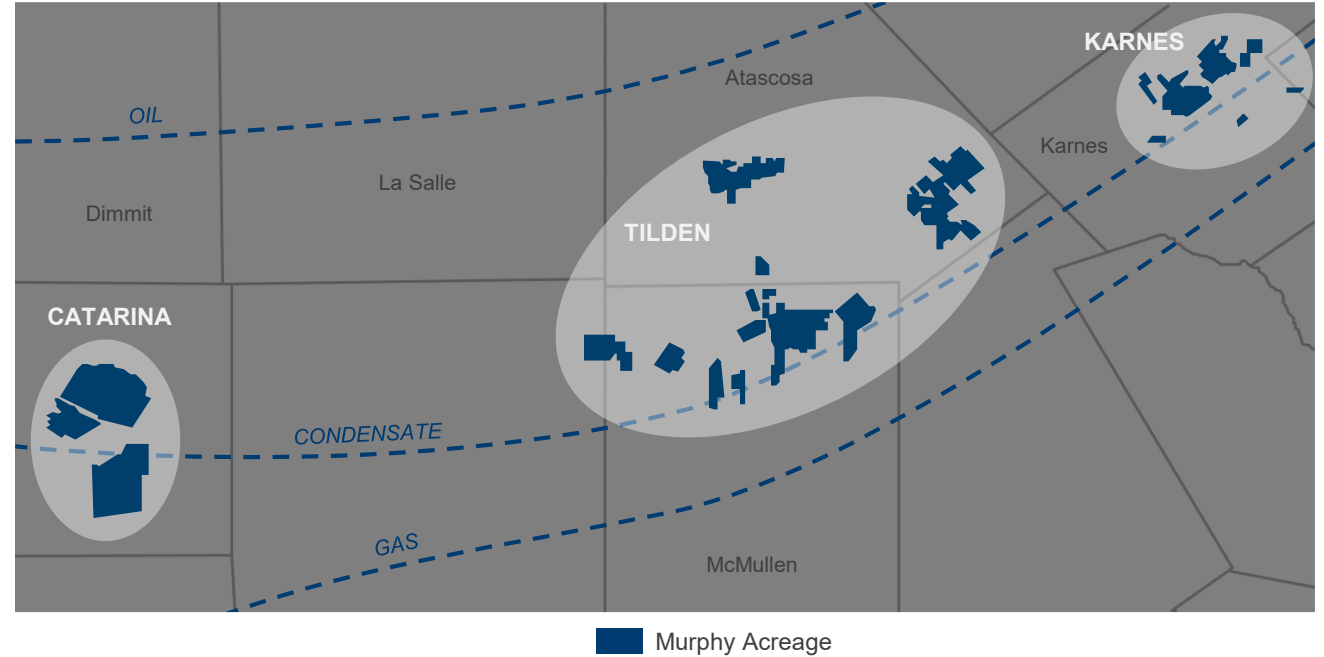 KARNES
Atascosa
OIL
Karnes
La Salle
Dimmit
TILDEN
CATARINA
CONDENSATE
GAS
McMullen
Murphy Acreage